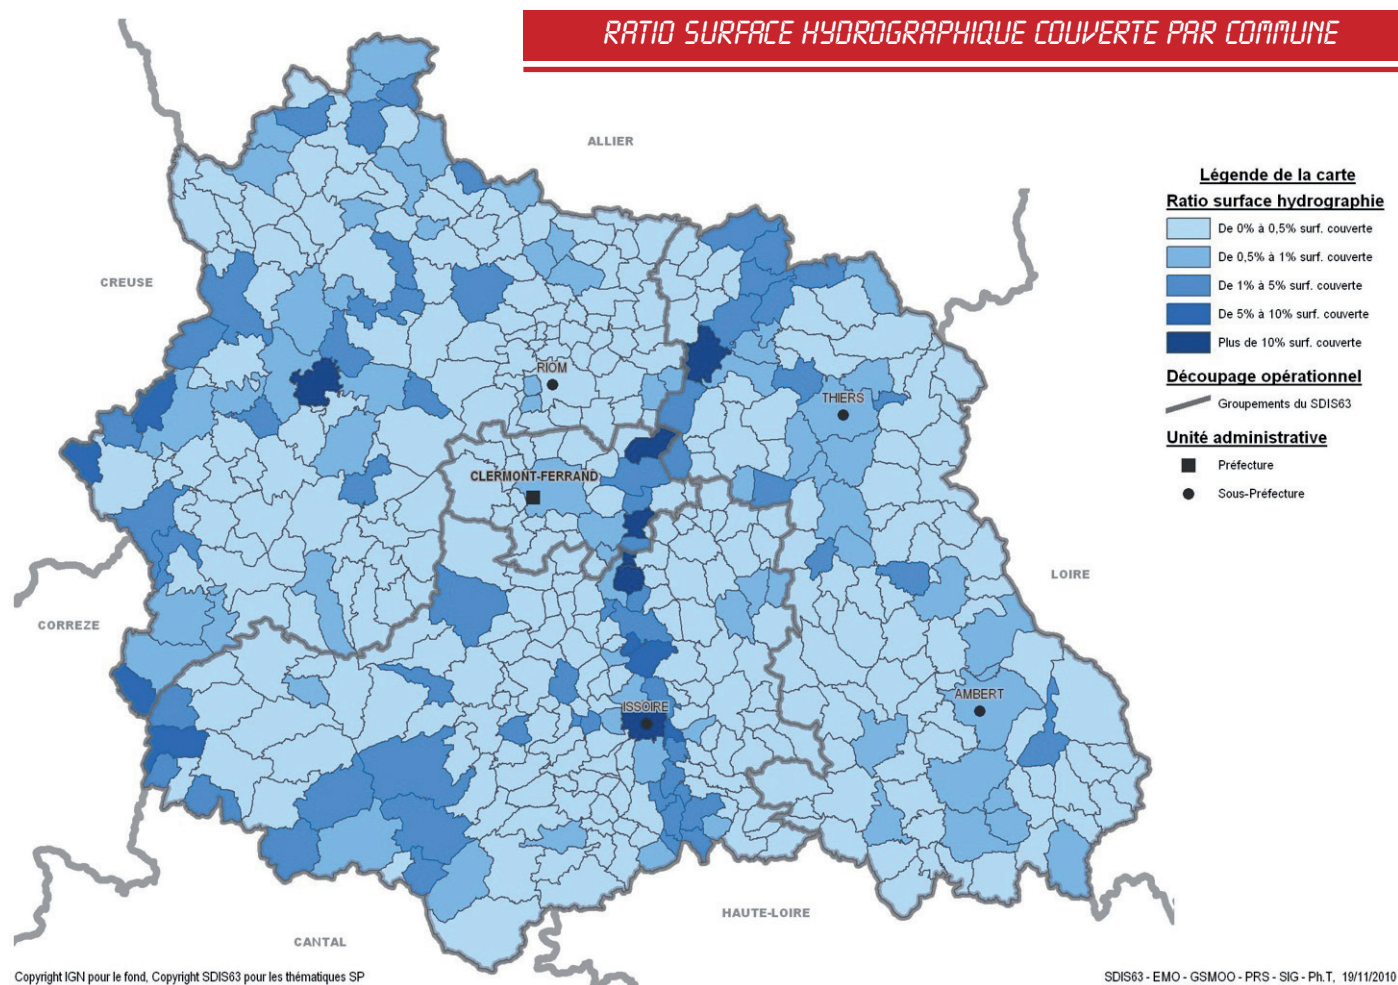 RATIO SURFACE HYDROGRAPHIQUE COUVERTE PAR COMMUNE
ALLIER
CREUSE
CORREZE
CANTAL
HAUTE-LOIRE
LOIRE
RIOM
THIERS
CLERMONT-FERRAND
ISSOIRE
AMBERT
Légende de la carte
Ratio surface hydrographie
De 0% à 0,5% surf. couverte
De 0,5% à 1% surf. couverte
De 1% à 5% surf. couverte
De 5% à 10% surf. couverte
Plus de 10% surf. couverte
Découpage opérationnel
Groupements du SDIS63
Unité administrative
Préfecture
Sous-Préfecture
Copyright IGN pour le fond, Copyright SDIS63 pour les thématiques SP
SDIS63 - EMO - GSMOO - PRS - SIG - Ph.T, 19/11/2010